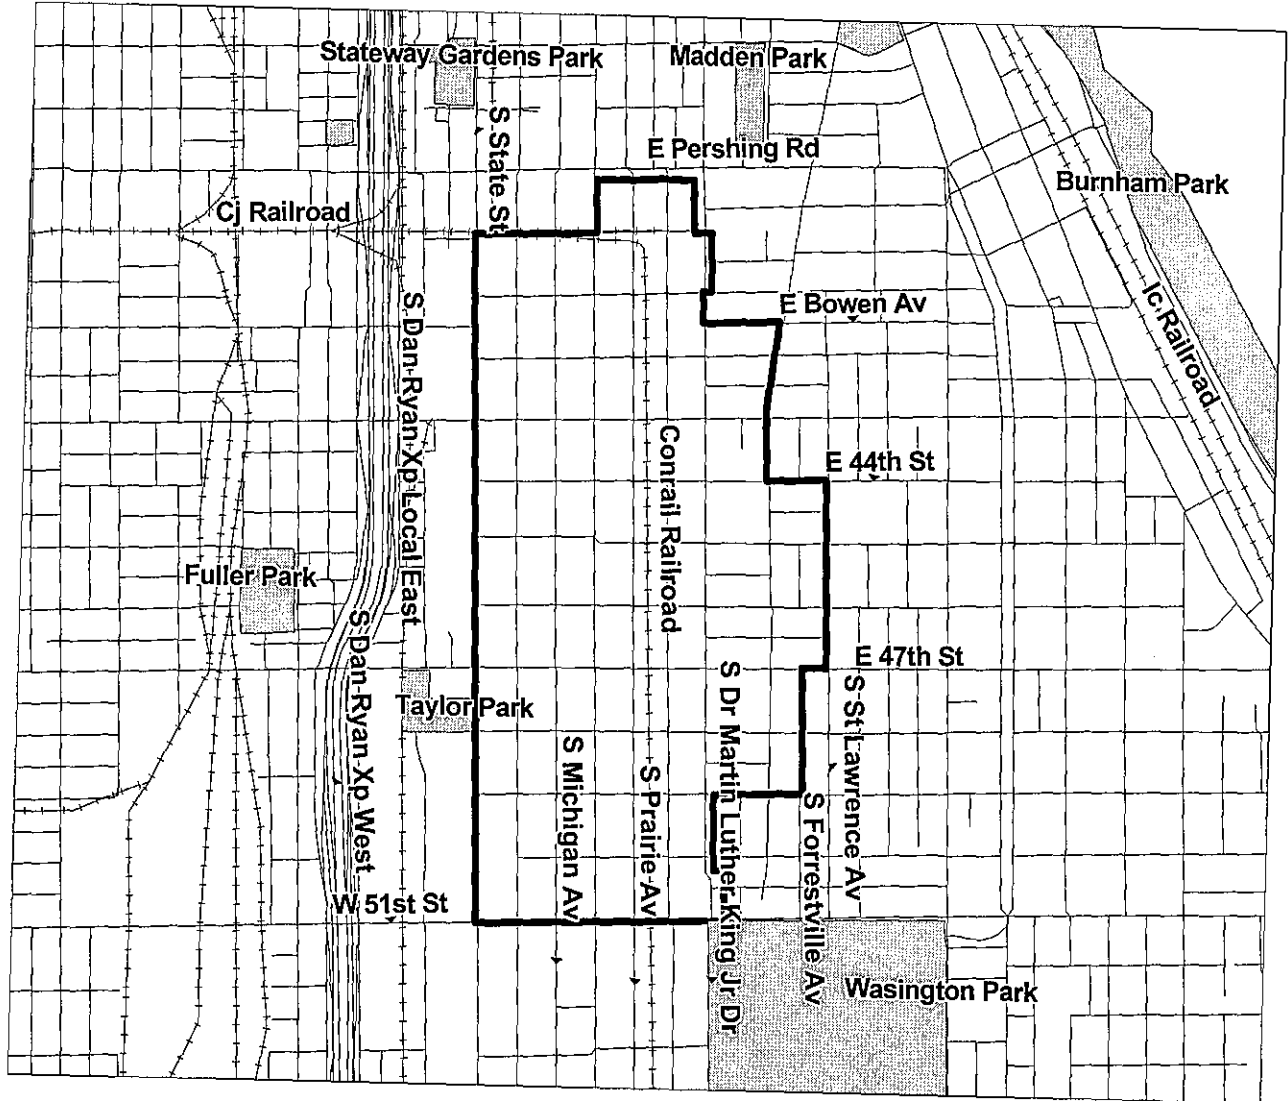 Stateway Gardens Park
Madden Park
S State St
E Pershing Rd
Burnham Park
Cj Railroad
S Dan Ryan Xp Local East
E Bowen Av
Ic Railroad
Conrail Railroad
E 44th St
Fuller Park
S Dan Ryan Xp West
E 47th St
S Dr Martin Luther King Jr Dr
S St Lawrence Av
Taylor Park
S Michigan Av
S Prairie Av
S Forrestville Av
W 51st St
Wasington Park